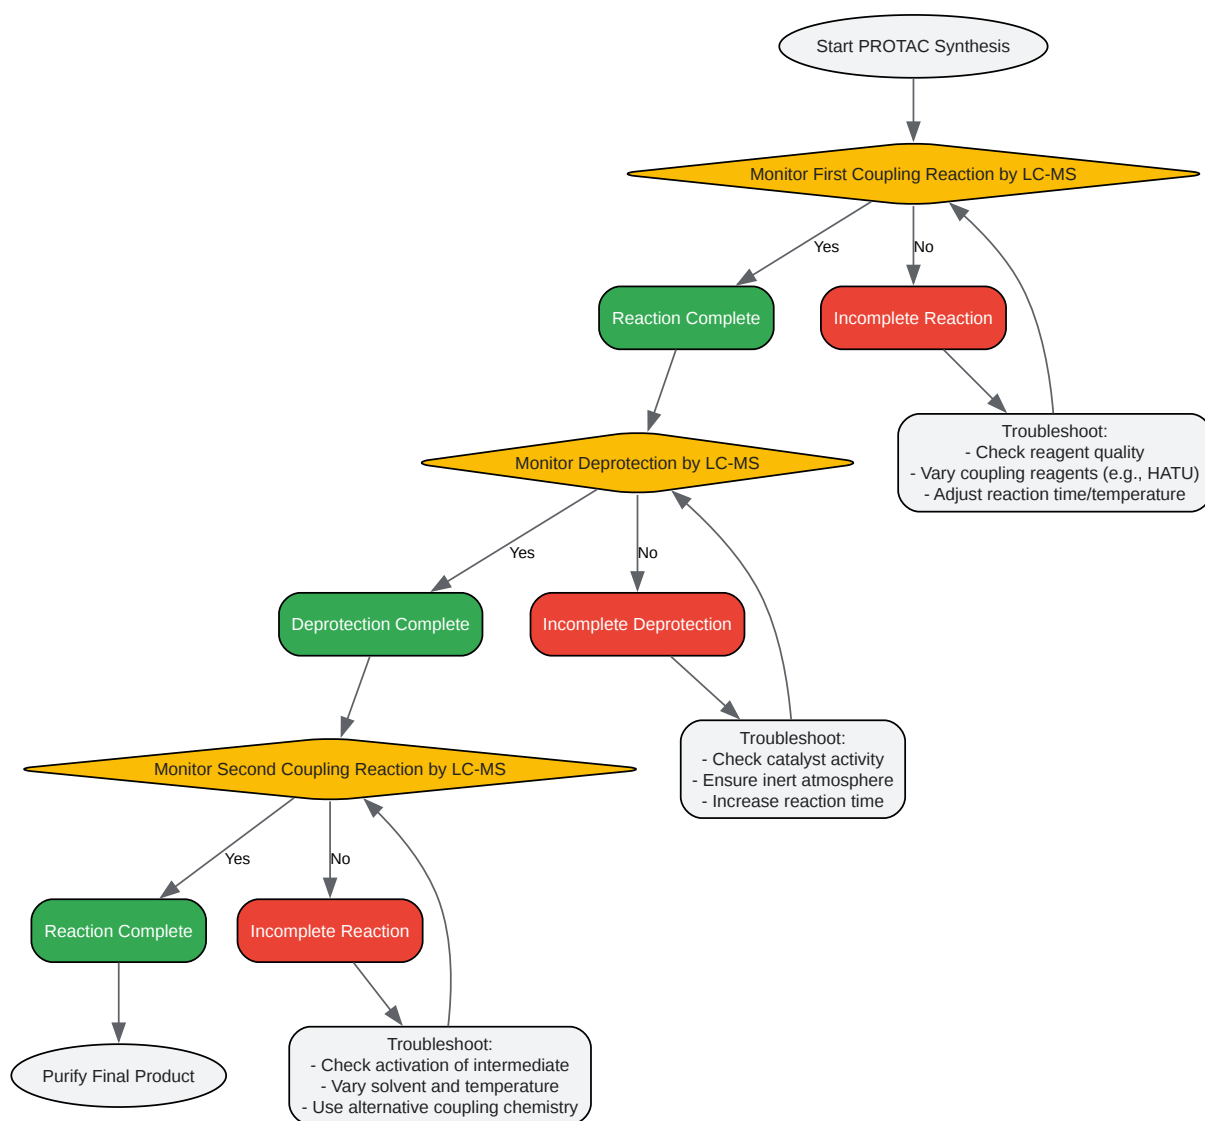 Start PROTAC Synthesis
Monitor First Coupling Reaction by LC-MS
Yes
No
Reaction Complete
Incomplete Reaction
Troubleshoot:
- Check reagent quality
- Vary coupling reagents (e.g., HATU)
- Adjust reaction time/temperature
Monitor Deprotection by LC-MS
Yes
No
Deprotection Complete
Incomplete Deprotection
Troubleshoot:
- Check catalyst activity
- Ensure inert atmosphere
- Increase reaction time
Monitor Second Coupling Reaction by LC-MS
Yes
No
Reaction Complete
Incomplete Reaction
Purify Final Product
Troubleshoot:
- Check activation of intermediate
- Vary solvent and temperature
- Use alternative coupling chemistry